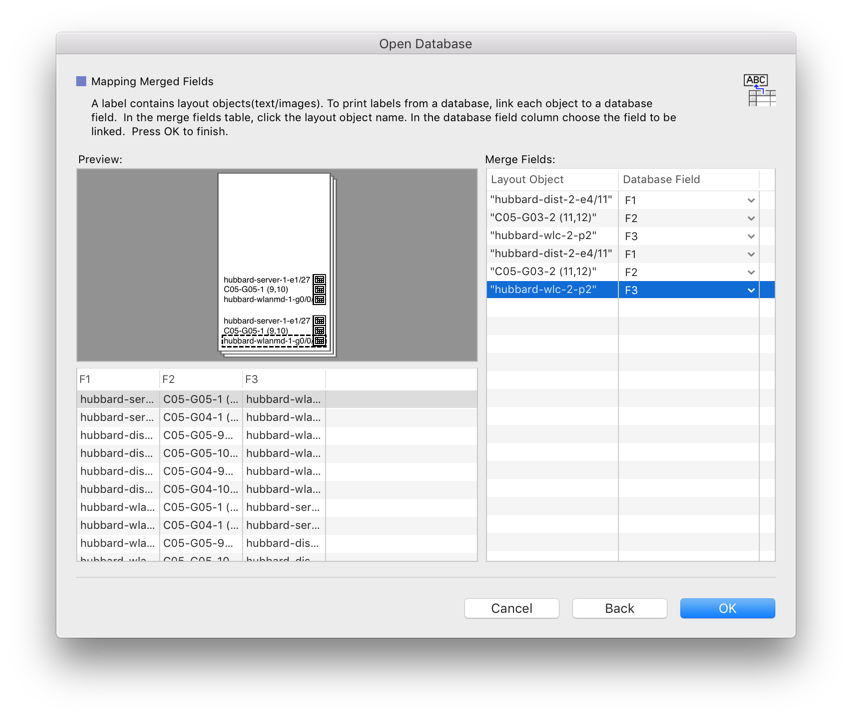 Open Database
Mapping Merged Fields
ABC
A label contains layout objects(text/images). To print labels from a database, link each object to a database
field.  In the merge fields table, click the layout object name. In the database field column choose the field to be
linked.  Press OK to finish.
Preview:
hubbard-server-1-e1/27
C05-G05-1 (9,10)
hubbard-wlanmd-1-g0/0
hubbard-server-1-e1/27
C05-G05-1 (9,10)
hubbard-wlanmd-1-g0/0
Merge Fields:
Layout Object Database Field
"hubbard-dist-2-e4/11" F1
"C05-G03-2 (11,12)" F2
"hubbard-wlc-2-p2" F3
"hubbard-dist-2-e4/11" F1
"C05-G03-2 (11,12)" F2
"hubbard-wlc-2-p2" F3
F1 F2 F3
hubbard-ser... C05-G05-1 (... hubbard-wla...
hubbard-ser... C05-G04-1 (... hubbard-wla...
hubbard-dis... C05-G05-9... hubbard-wla...
hubbard-dis... C05-G05-10... hubbard-wla...
hubbard-dis... C05-G04-9... hubbard-wla...
hubbard-dis... C05-G04-10... hubbard-wla...
hubbard-wla... C05-G05-1 (... hubbard-ser...
hubbard-wla... C05-G04-1 (... hubbard-ser...
hubbard-wla... C05-G05-9... hubbard-dis...
hubbard-wla... C05-G05-10... hubbard-dis...
Cancel Back OK